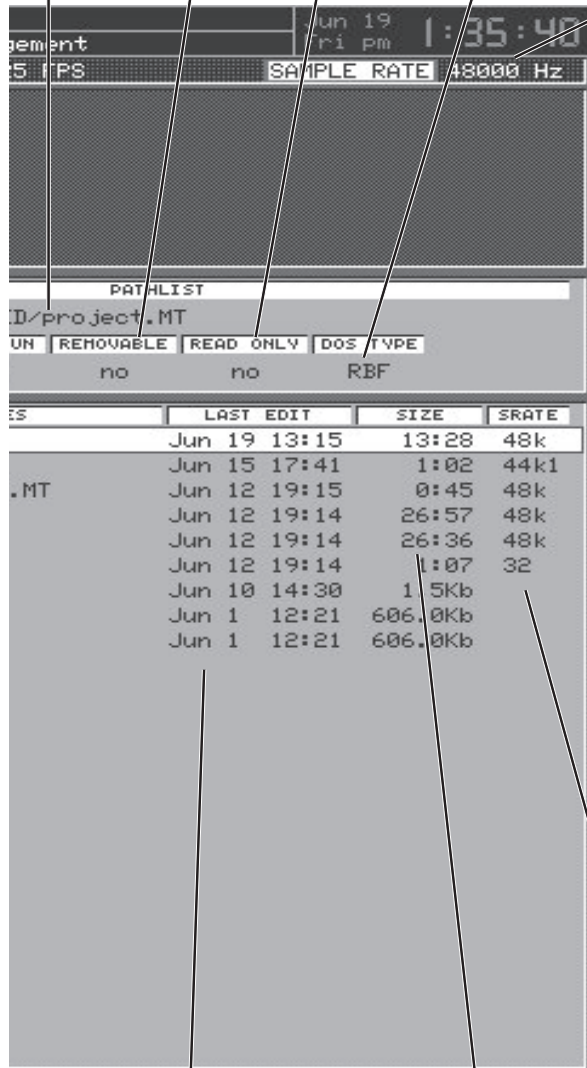 Jun 19
gement Fri pm 1:35:40
25 FPS SAMPLE RATE 48000 Hz
PATHLIST
ID/project.MT
UN REMOVABLE READ ONLY DOS TYPE
no no RBF
ES LAST EDIT SIZE SRATE
Jun 19 13:15 13:28 48k
Jun 15 17:41 1:02 44k1
.MT Jun 12 19:15 0:45 48k
Jun 12 19:14 26:57 48k
Jun 12 19:14 26:36 48k
Jun 12 19:14 1:07 32
Jun 10 14:30 1.5Kb
Jun 1 12:21 606.0Kb
Jun 1 12:21 606.0Kb